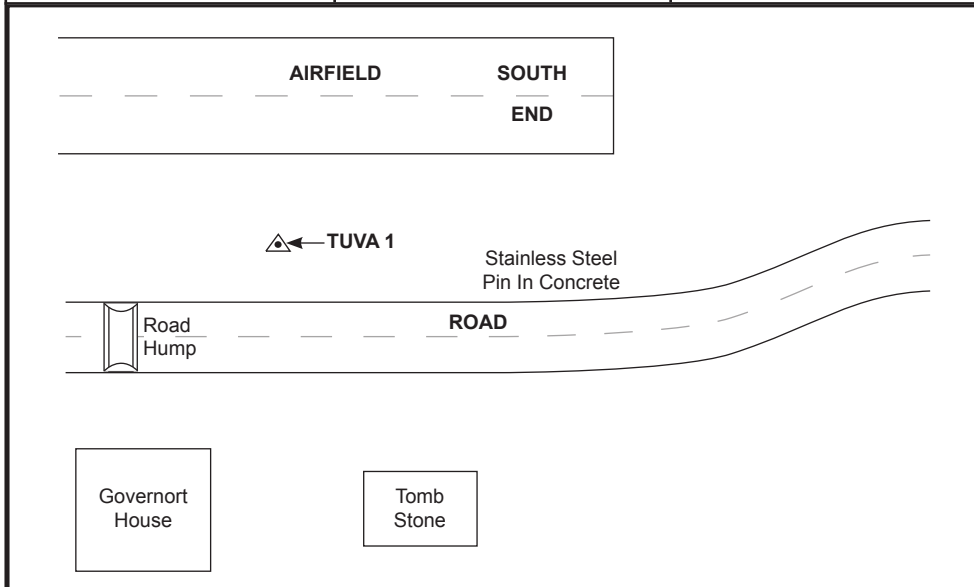 AIRFIELD SOUTH
END
TUVA 1
Stainless Steel
Pin In Concrete
Road
Hump
ROAD
Governort
House
Tomb
Stone